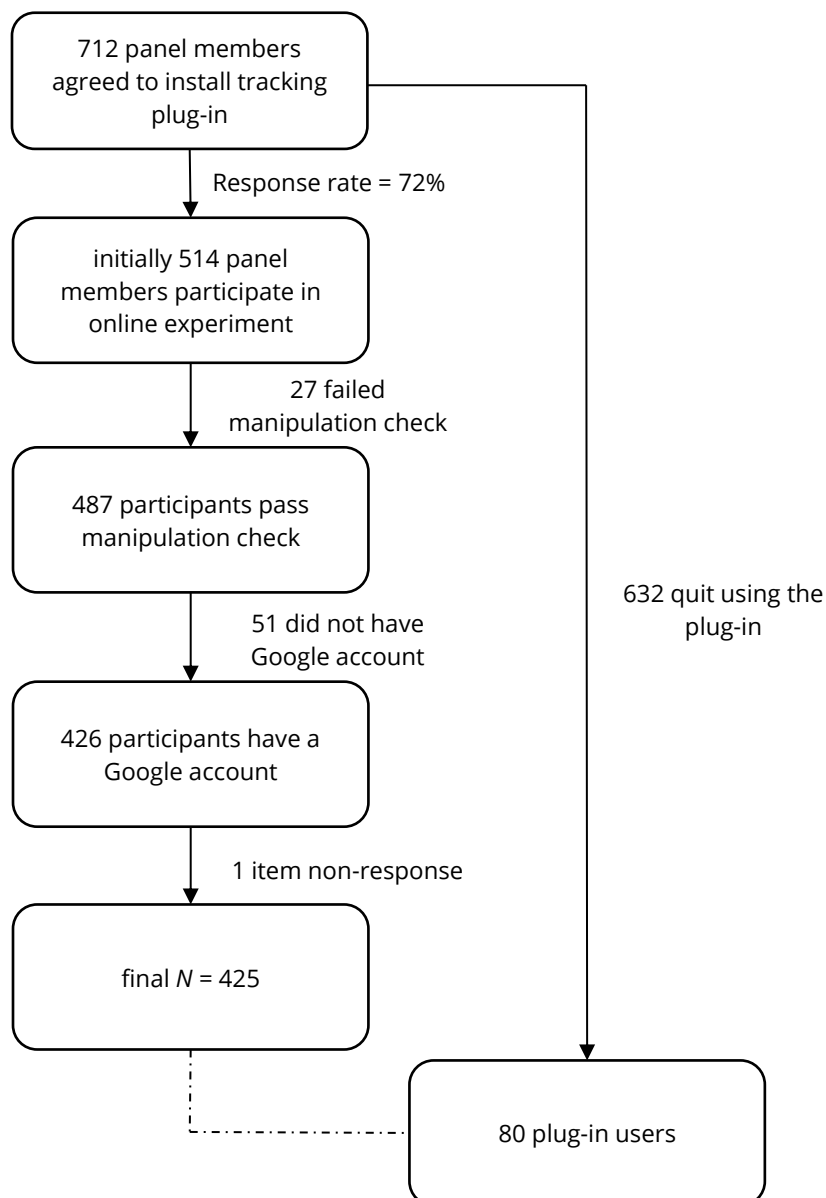 712 panel members
agreed to install tracking
plug-in
Response rate = 72%
initially 514 panel
members participate in
online experiment
27 failed
manipulation check
487 participants pass
manipulation check
632 quit using the
plug-in
51 did not have
Google account
426 participants have a
Google account
1 item non-response
final N = 425
80 plug-in users